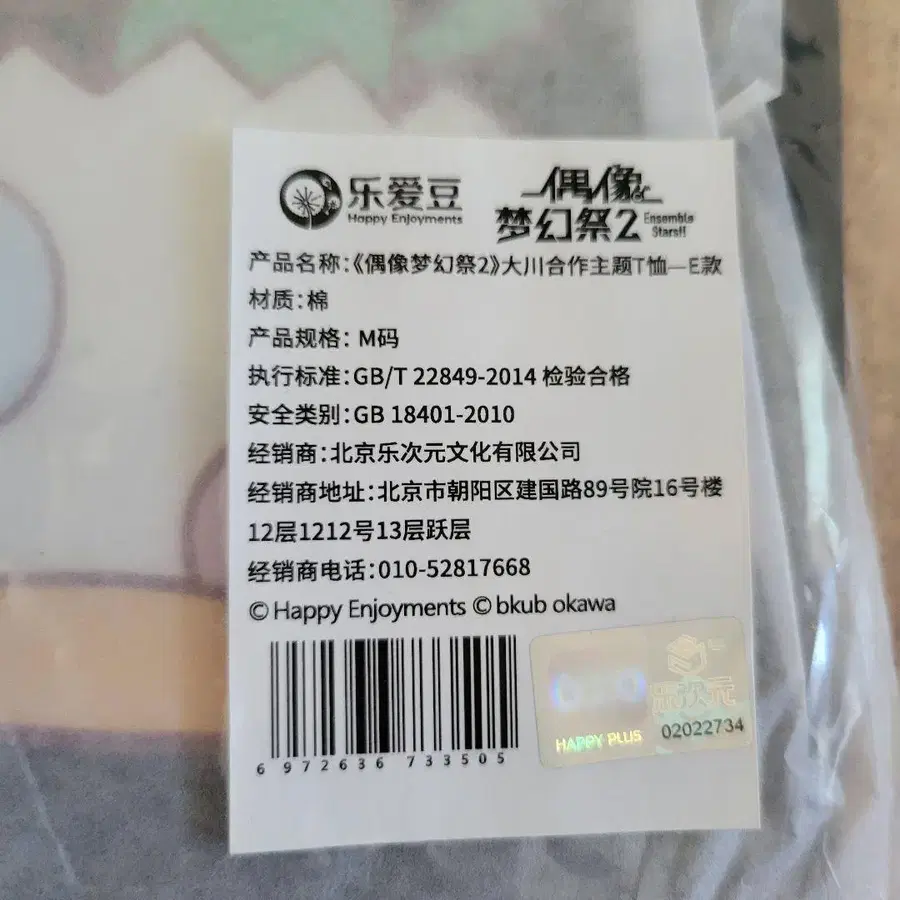 乐爱豆
Happy Enjoyments
偶像
梦幻祭2
Ensemble
Stars!!
产品名称:《偶像梦幻祭2》大川合作主题T恤—E款
材质:棉
产品规格: M码
执行标准:GB/T 22849-2014 检验合格
安全类别:GB 18401-2010
经销商:北京乐次元文化有限公司
经销商地址:北京市朝阳区建国路89号院16号楼
12层1212号13层跃层
经销商电话:010-52817668
© Happy Enjoyments © bkub okawa
6972636733505
乐次元
HAPPY PLUS
02022734